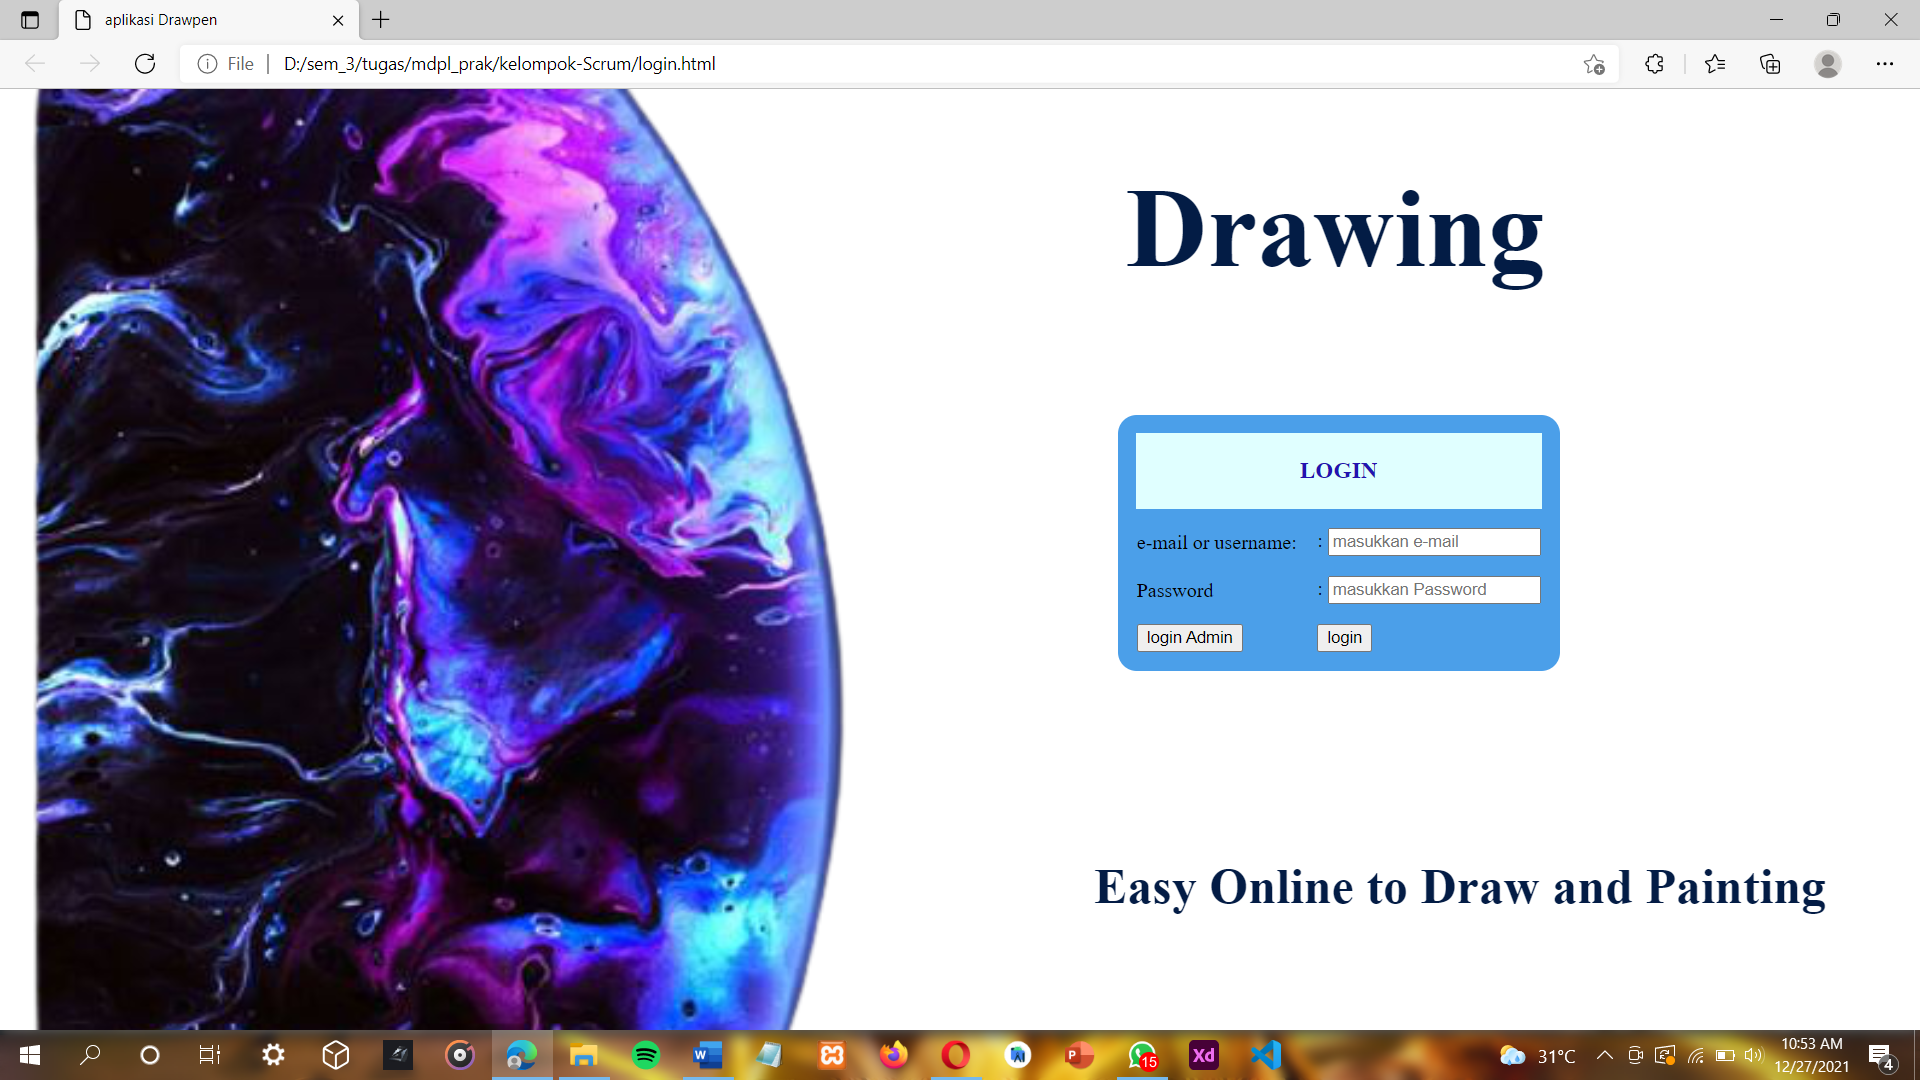 aplikasi Drawpen
File D:/sem_3/tugas/mdpl_prak/kelompok-Scrum/login.html
Drawing
LOGIN
e-mail or username: : masukkan e-mail
Password : masukkan Password
login Admin login
Easy Online to Draw and Painting
W P 15 Xd 31°C 10:53 AM
12/27/2021 4